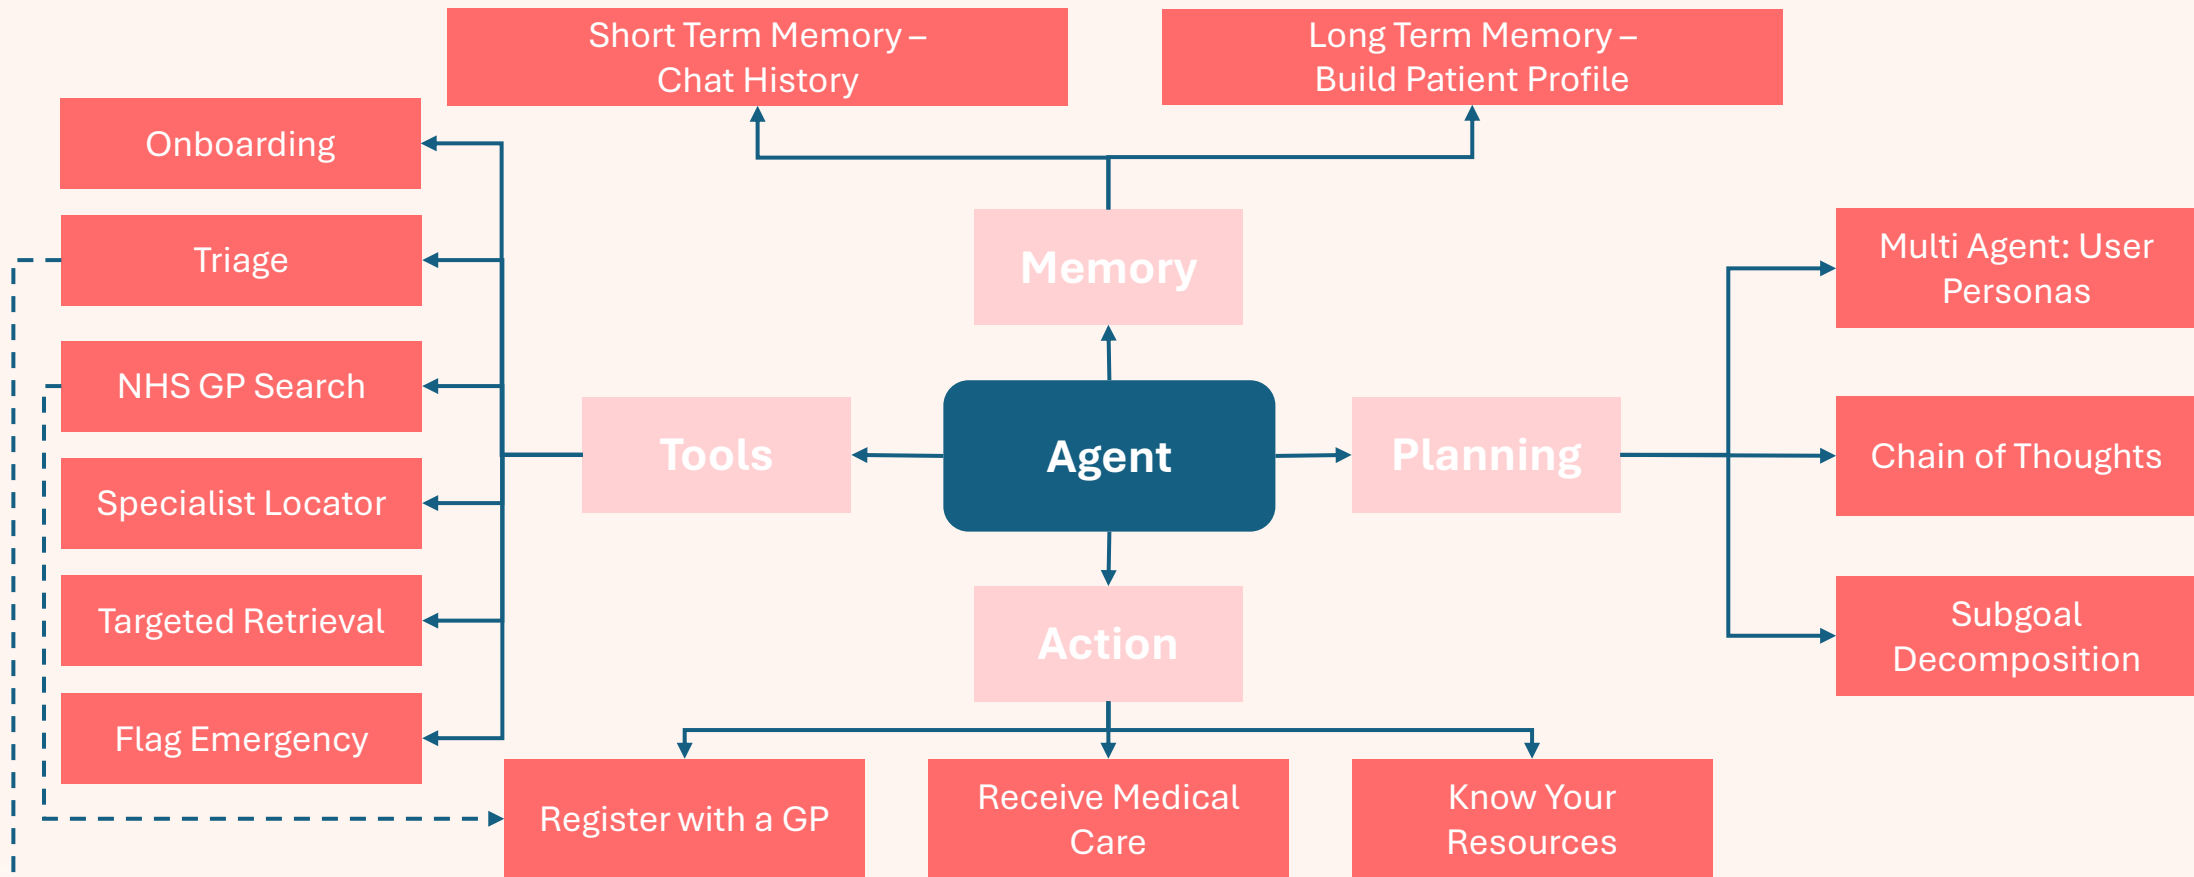 Short Term Memory –
Chat History
Long Term Memory –
Build Patient Profile
Onboarding
Triage
NHS GP Search
Specialist Locator
Targeted Retrieval
Flag Emergency
Memory
Tools
Agent
Planning
Action
Multi Agent: User
Personas
Chain of Thoughts
Subgoal
Decomposition
Register with a GP
Receive Medical
Care
Know Your
Resources